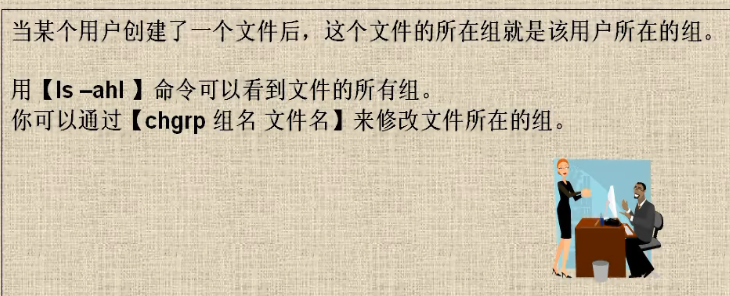 当某个用户创建了一个文件后，这个文件的所在组就是该用户所在的组。
用【ls –ahl 】命令可以看到文件的所有组。
你可以通过【chgrp 组名 文件名】来修改文件所在的组。